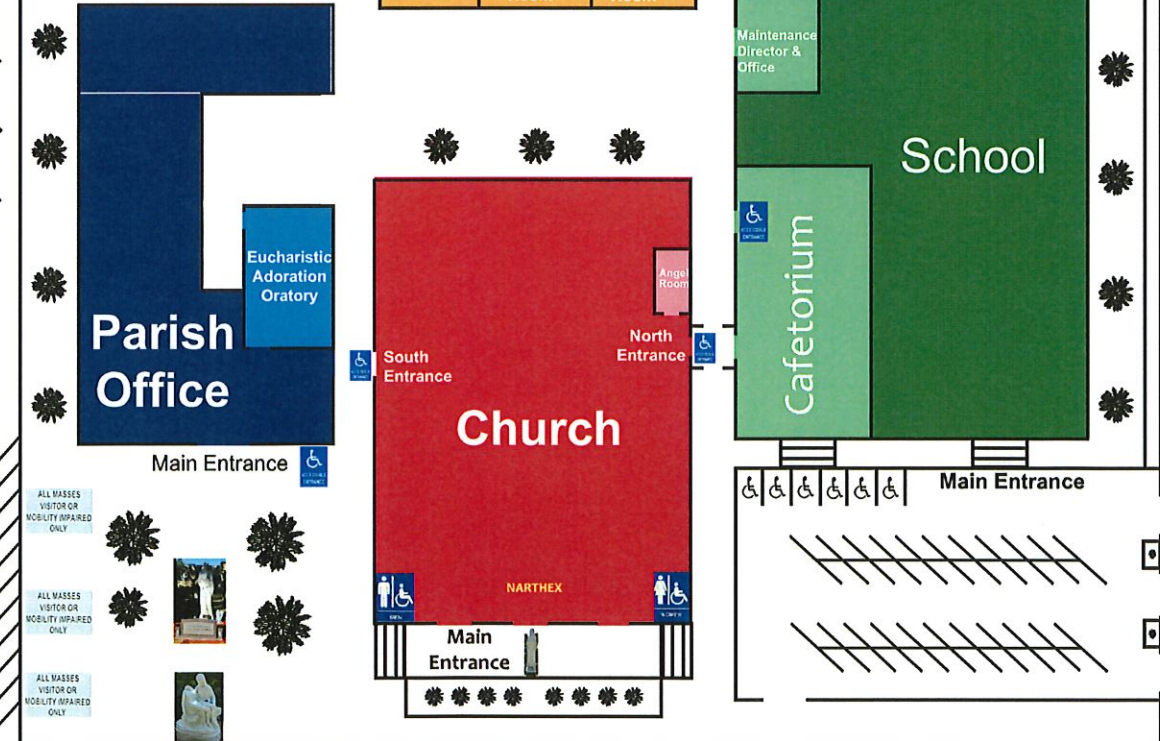 Maintenance
Director &
Office
School
Eucharistic
Adoration
Oratory
Angel
Room
Cafetorium
Parish
Office
South
Entrance
North
Entrance
Church
Main Entrance
Main Entrance
ALL MASSES
VISITOR OR
MOBILITY IMPAIRED
ONLY
ALL MASSES
VISITOR OR
MOBILITY IMPAIRED
ONLY
ALL MASSES
VISITOR OR
MOBILITY IMPAIRED
ONLY
NARTHEX
MEN
WOMEN
Main
Entrance